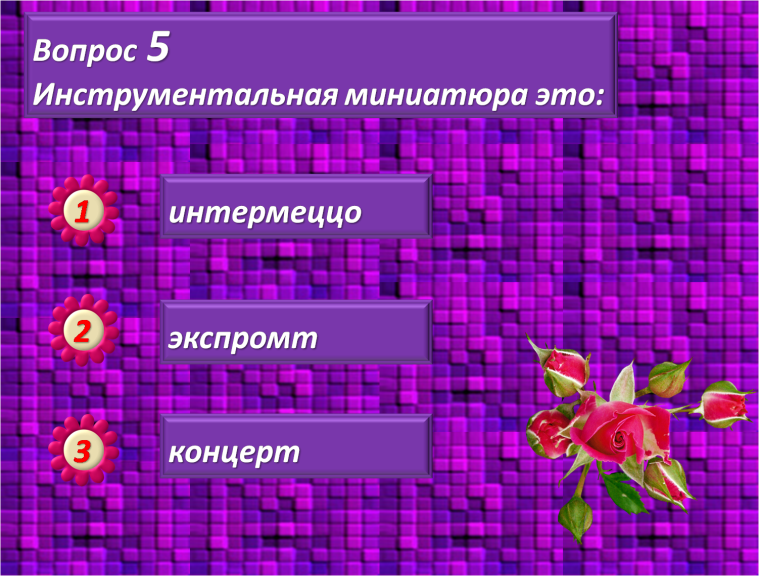 Вопрос 5
Инструментальная миниатюра это:
1
интермеццо
2
экспромт
3
концерт